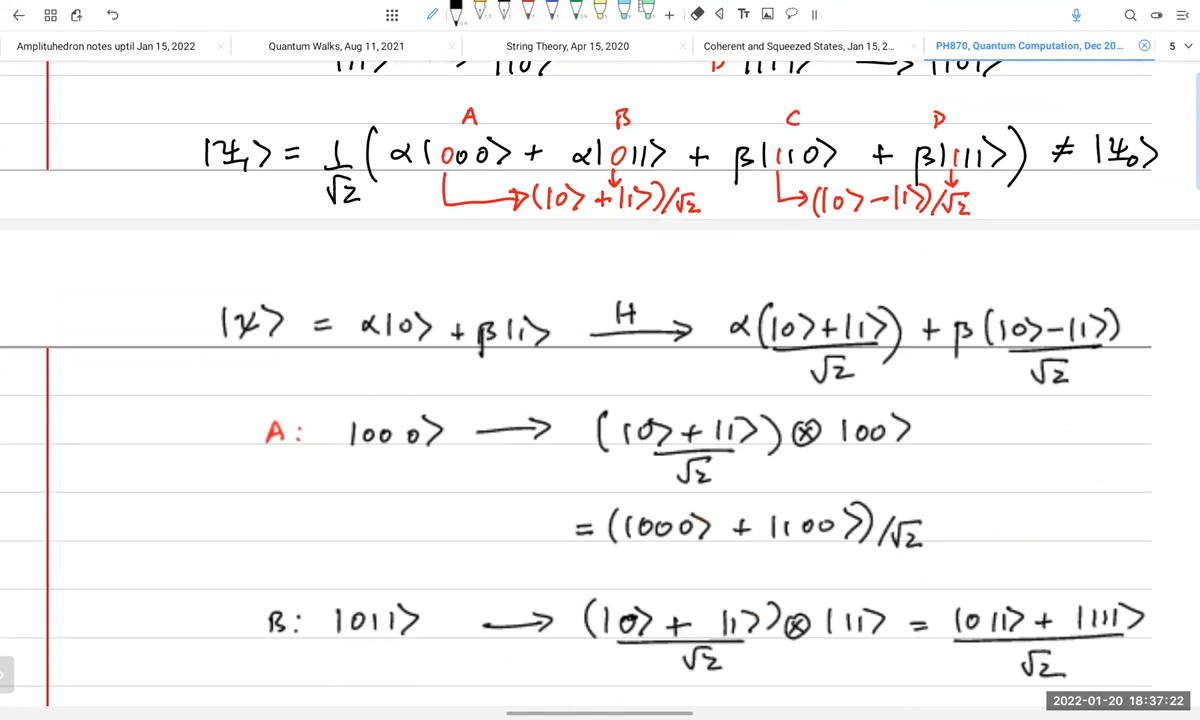 Amplituhedron notes uptil Jan 15, 2022 Quantum Walks, Aug 11, 2021 String Theory, Apr 15, 2020 Coherent and Squeezed States, Jan 15, 2... PH870, Quantum Computation, Dec 20... 5
A B C D
|Ψ₁> = 1/√2 ( α|000> + α|011> + β|110> + β|111> ) ≠ |Ψ₀>
→(|0> + |1>)/√2 →(|0> - |1>)/√2
|ψ> = α|0> + β|1> —H→ α(|0>+|1>)/√2 + β(|0>-|1>)/√2
A: |000> → (|0> + |1>)/√2 ⊗ |00>
= (|000> + |100>)/√2
B: |011> → (|0> + |1>)/√2 ⊗ |11> = |011> + |111>/√2
2022-01-20 18:37:22